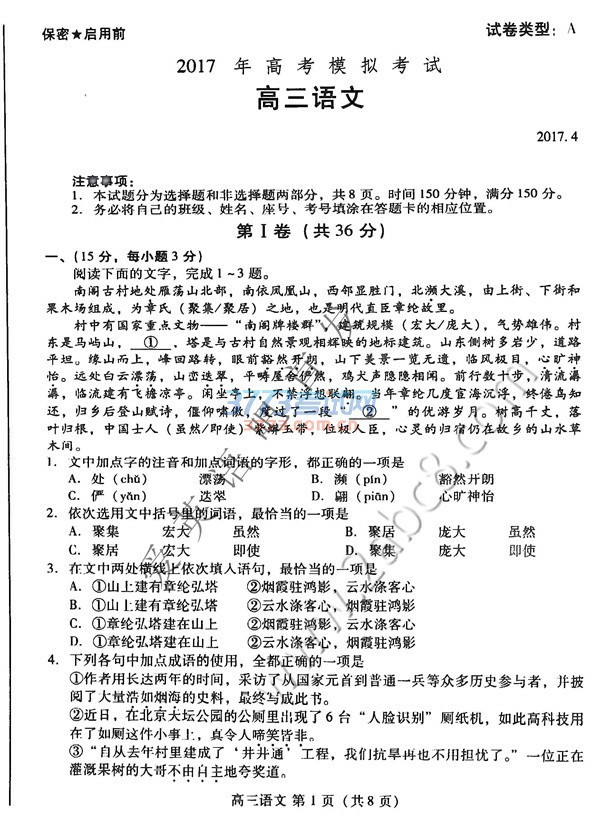 保密★启用前
试卷类型：A
2017 年高考模拟考试
高三语文
2017.4
注意事项：
1．本试题分为选择题和非选择题两部分，共8页。时间150分钟，满分150分。
2．务必将自己的班级、姓名、座号、考号填涂在答题卡的相应位置。
第Ⅰ卷（共36分）
一、（15分，每小题3分）
阅读下面的文字，完成1～3题。
南阁古村地处雁荡山北部，南依凤凰山，西邻显胜门，北濒大溪，由上街、下街和
果木场组成，为章氏（聚集/聚居）之地，也是明代直臣章纶故里。
村中有国家重点文物——“南阁牌楼群”，建筑规模（宏大/庞大），气势雄伟。村
东是马屿山，①，塔是与古村自然景观相辉映的地标建筑。山东侧树多岩少，道路
平坦。缘山而上，峰回路转，眼前豁然开朗，山下美景一览无遗，临风极目，心旷神
怡。远处白云漂荡，山峦迭翠，平畴屋舍俨然，鸡犬声隐隐相闻。前行数十，清流潺
潺，临流建有飞檐凉亭。闲坐亭上，不禁浮想联翩。当年章纶几度宦海沉浮，终倦鸟知
还，归乡后登山赋诗，偃仰啸傲，度过了一段“②”的优游岁月。树高千丈，落
叶归根，中国士人（虽然/即使）紫蟒玉带，位极人臣，心灵的归宿仍在故乡的山水草
木间。
1．文中加点字的注音和加点词语的字形，都正确的一项是
A．处（chǔ） 漂荡 B．濒（pín） 豁然开朗
C．俨（yǎn） 迭翠 D．翩（piān） 心旷神怡
2．依次选用文中括号里的词语，最恰当的一项是
A．聚集 宏大 虽然 B．聚居 庞大 虽然
C．聚居 宏大 即使 D．聚集 庞大 即使
3．在文中两处横线上依次填入语句，最恰当的一项是
A．①山上建有章纶弘塔 ②烟霞驻鸿影，云水涤客心
B．①山上建有章纶弘塔 ②云水涤客心，烟霞驻鸿影
C．①章纶弘塔建在山上 ②烟霞驻鸿影，云水涤客心
D．①章纶弘塔建在山上 ②云水涤客心，烟霞驻鸿影
4．下列各句中加点成语的使用，全都正确的一项是
①作者用长达两年的时间，采访了从国家元首到普通一兵等众多历史参与者，并披
阅了大量浩如烟海的史料，最终写成此书。
②近日，在北京天坛公园的公厕里出现了6台“人脸识别”厕纸机，如此高科技用
在了如厕这件小事上，真令人啼笑皆非。
③“自从去年村里建成了‘井井通’工程，我们抗旱再也不用担忧了。”一位正在
灌溉果树的大哥不由自主地夸奖道。
高三语文 第1页（共8页）